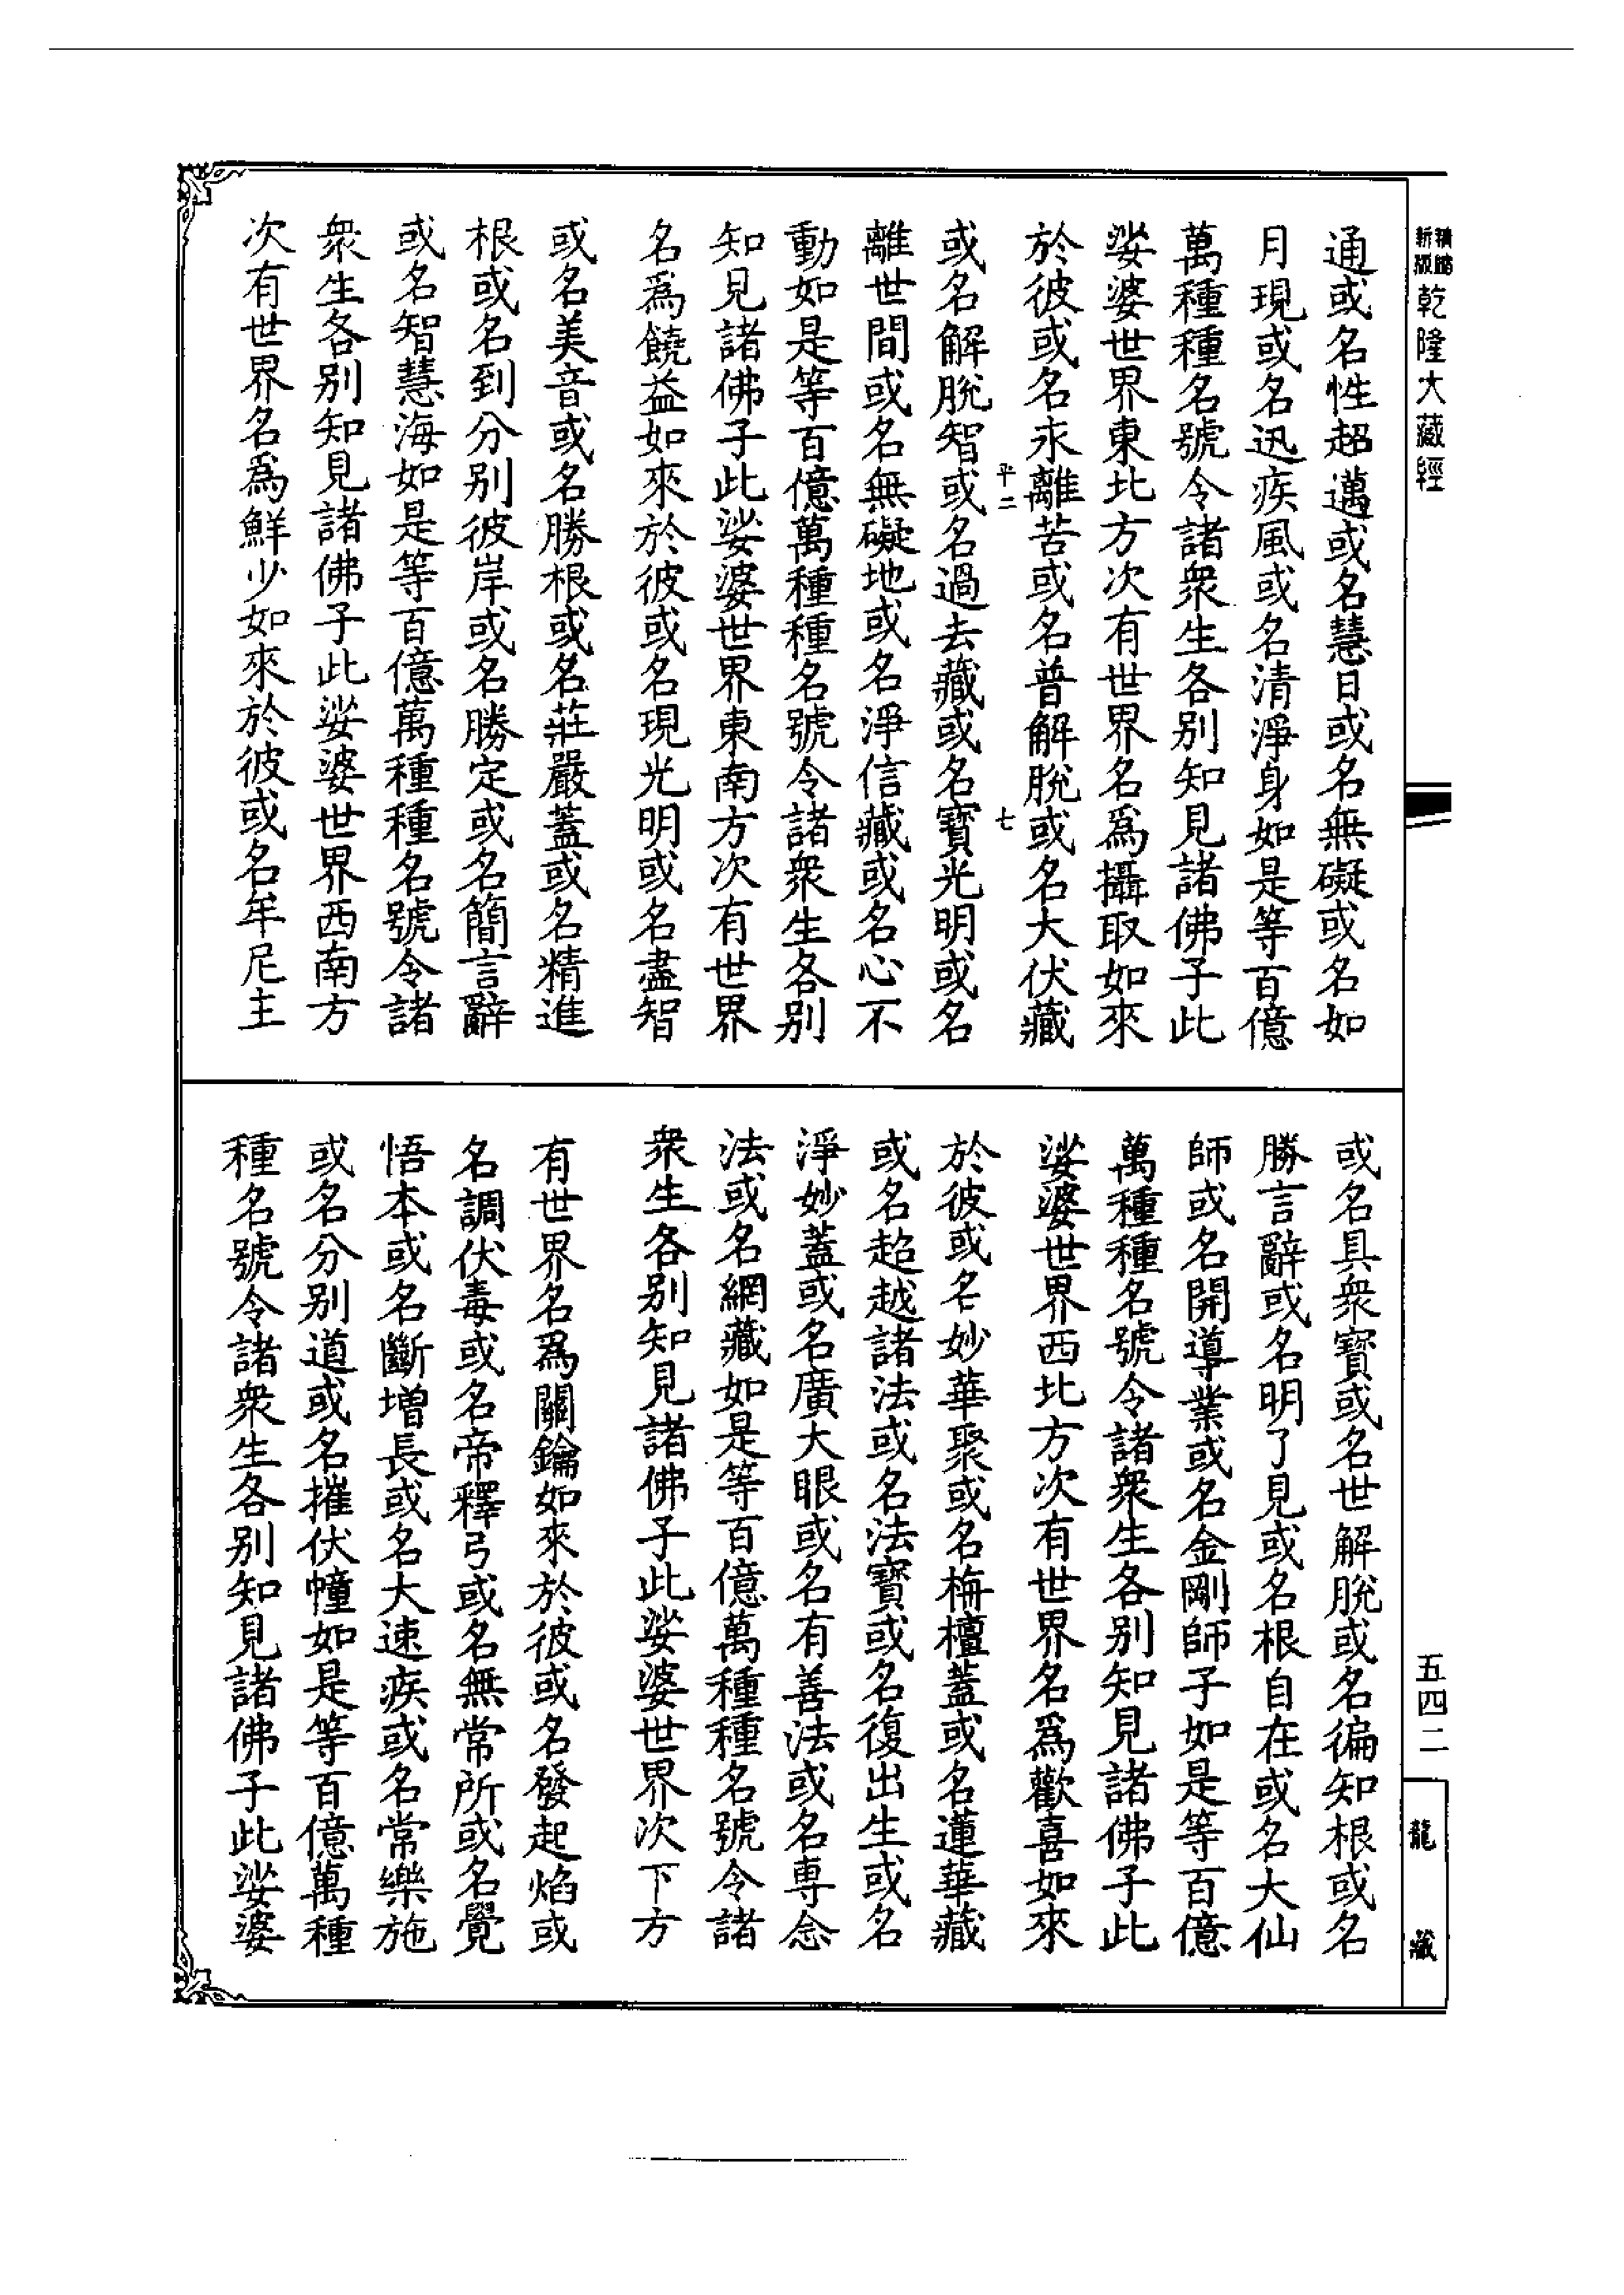 乾隆大藏經
通或名性超邁或名慧日或名無礙或名如
月現或名迅疾風或名清淨身如是等百億
萬種種名號令諸衆生各別知見諸佛子此
娑婆世界東北方次有世界名爲攝取如來
於彼或名永離苦或名普解脫或名大伏藏
平二
七
或名解脫智或名過去藏或名寶光明或名
離世間或名無礙地或名淨信藏或名心不
動如是等百億萬種種名號令諸衆生各別
知見諸佛子此娑婆世界東南方次有世界
名爲饒益如來於彼或名現光明或名盡智
或名美音或名勝根或名莊嚴蓋或名精進
根或名到分別彼岸或名勝定或名簡言辭
或名智慧海如是等百億萬種種名號令諸
衆生各別知見諸佛子此娑婆世界西南方
次有世界名爲鮮少如來於彼或名牟尼主
或名具衆寶或名世解脫或名徧知根或名
勝言辭或名明了見或名根自在或名大仙
師或名開導業或名金剛師子如是等百億
萬種種名號令諸衆生各別知見諸佛子此
娑婆世界西北方次有世界名爲歡喜如來
於彼或名妙華聚或名栴檀蓋或名蓮華藏
或名超越諸法或名法寶或名復出生或名
淨妙蓋或名廣大眼或名有善法或名専念
法或名網藏如是等百億萬種種名號令諸
衆生各別知見諸佛子此娑婆世界次下方
有世界名爲關鑰如來於彼或名發起焰或
名調伏毒或名帝釋弓或名無常所或名覺
悟本或名斷增長或名大速疾或名常樂施
或名分別道或名摧伏幢如是等百億萬種
種名號令諸衆生各別知見諸佛子此娑婆
五四二
龍藏